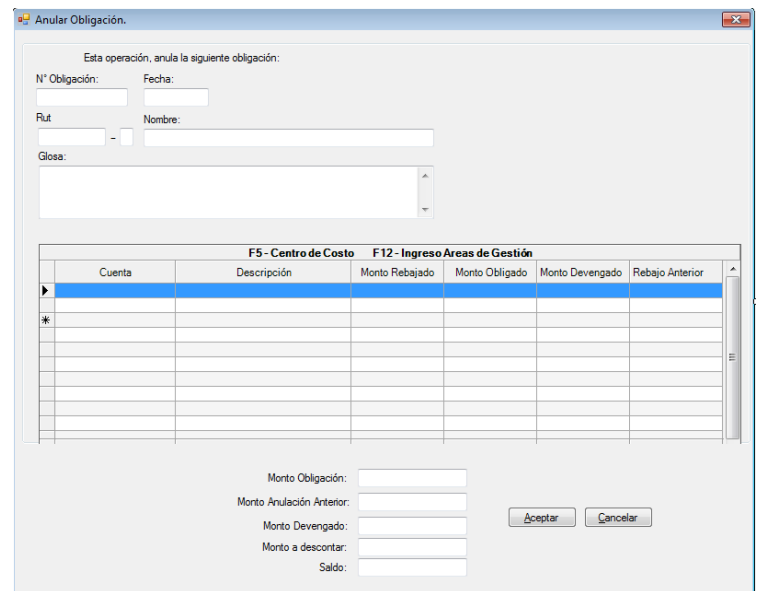 Anular Obligación.
Esta operación, anula la siguiente obligación:
N° Obligación: Fecha:
Rut Nombre:
–
Glosa:
F5 - Centro de Costo F12 - Ingreso Areas de Gestión
Cuenta Descripción Monto Rebajado Monto Obligado Monto Devengado Rebajo Anterior
Monto Obligación:
Monto Anulación Anterior:
Monto Devengado:
Aceptar Cancelar
Monto a descontar:
Saldo: